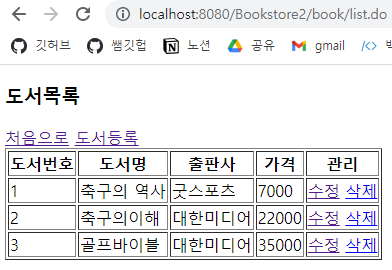 localhost:8080/Bookstore2/book/list.do
깃허브 쌤깃헙 노션 공유 gmail
도서목록
처음으로 도서등록
도서번호 도서명 출판사 가격 관리
1 축구의 역사 굿스포츠 7000 수정 삭제
2 축구의이해 대한미디어 22000 수정 삭제
3 골프바이블 대한미디어 35000 수정 삭제